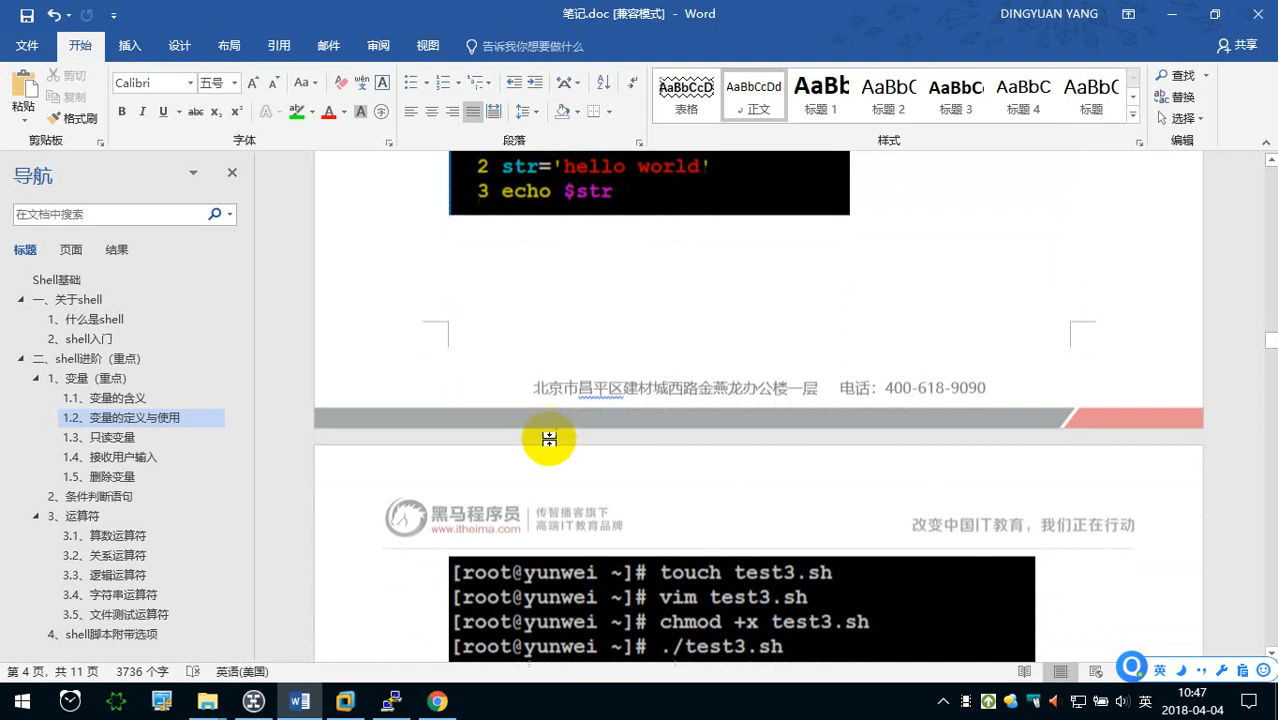 笔记.doc [兼容模式] - Word
DINGYUAN YANG
文件
开始
插入
设计
布局
引用
邮件
审阅
视图
告诉我你想要做什么
共享
粘贴
剪切
复制
格式刷
剪贴板
Calibri
五号
字体
段落
AaBbCcD
表格
AaBbCcDd
正文
AaBb
标题 1
AaBbC
标题 2
AaBbC
标题 3
AaBbC
标题 4
AaBbC
标题
样式
查找
替换
选择
编辑
导航
在文档中搜索
标题
页面
结果
Shell基础
一、关于shell
1、什么是shell
2、shell入门
二、shell进阶（重点）
1、变量（重点）
1.1、变量的含义
1.2、变量的定义与使用
1.3、只读变量
1.4、接收用户输入
1.5、删除变量
2、条件判断语句
3、运算符
3.1、算数运算符
3.2、关系运算符
3.3、逻辑运算符
3.4、字符串运算符
3.5、文件测试运算符
4、shell脚本附带选项
2 str='hello world'
3 echo $str
北京市昌平区建材城西路金燕龙办公楼一层 电话：400-618-9090
黑马程序员
www.itheima.com
传智播客旗下
高端IT教育品牌
改变中国IT教育，我们正在行动
[root@yunwei ~]# touch test3.sh
[root@yunwei ~]# vim test3.sh
[root@yunwei ~]# chmod +x test3.sh
[root@yunwei ~]# ./test3.sh
第 4 页，共 11 页
3736 个字
英语(美国)
英
英
10:47
2018-04-04